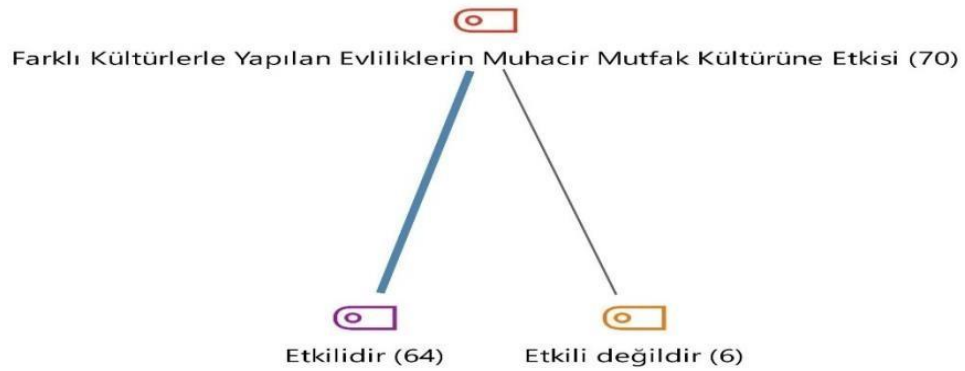 Farklı Kültürlerle Yapılan Evliliklerin Muhacir Mutfak Kültürüne Etkisi (70)
Etkilidir (64)
Etkili değildir (6)